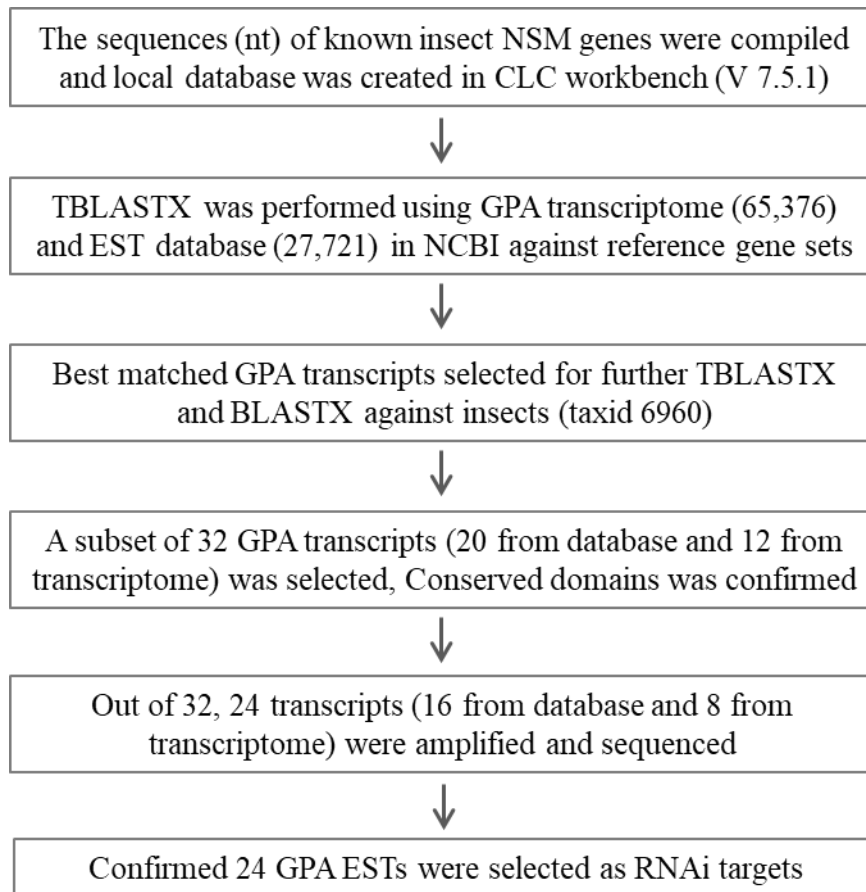 The sequences (nt) of known insect NSM genes were compiled
and local database was created in CLC workbench (V 7.5.1)
TBLASTX was performed using GPA transcriptome (65,376)
and EST database (27,721) in NCBI against reference gene sets
Best matched GPA transcripts selected for further TBLASTX
and BLASTX against insects (taxid 6960)
A subset of 32 GPA transcripts (20 from database and 12 from
transcriptome) was selected, Conserved domains was confirmed
Out of 32, 24 transcripts (16 from database and 8 from
transcriptome) were amplified and sequenced
Confirmed 24 GPA ESTs were selected as RNAi targets